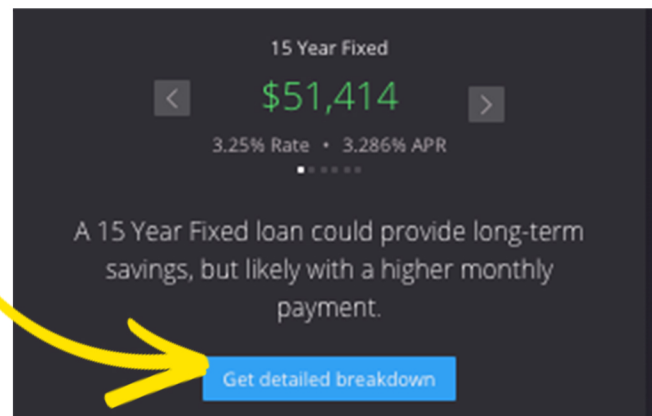 15 Year Fixed
$51,414
3.25% Rate • 3.286% APR
A 15 Year Fixed loan could provide long-term
savings, but likely with a higher monthly
payment.
Get detailed breakdown